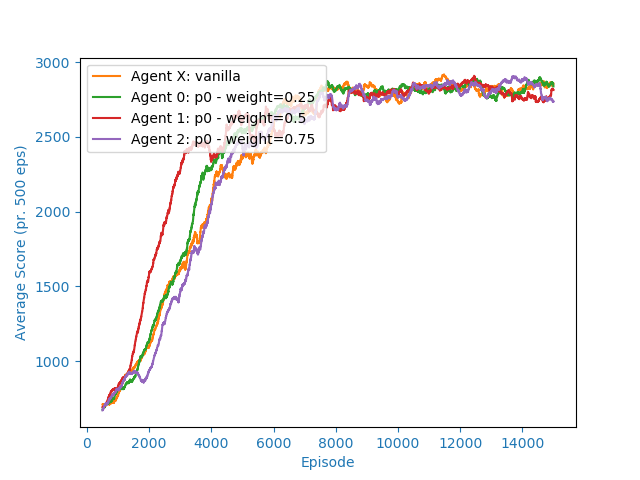 3000
2500
2000
1500
1000
Average Score (pr. 500 eps)
Agent X: vanilla
Agent 0: p0 - weight=0.25
Agent 1: p0 - weight=0.5
Agent 2: p0 - weight=0.75
0 2000 4000 6000 8000 10000 12000 14000
Episode